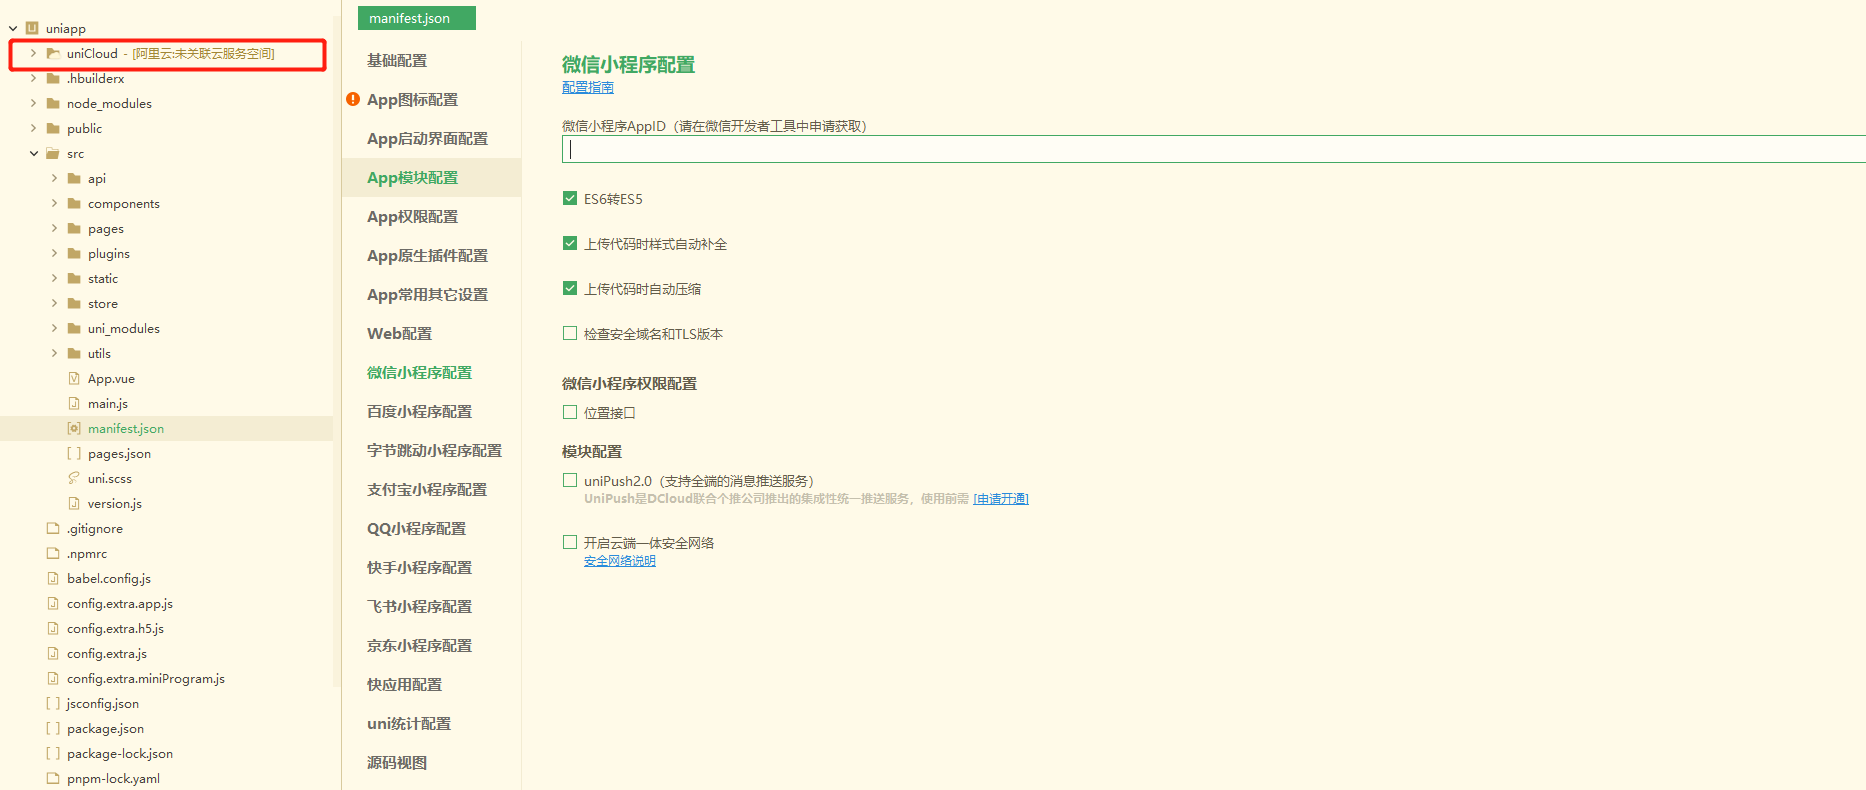 uniapp
uniCloud - [阿里云:未关联云服务空间]
.hbuilderx
node_modules
public
src
api
components
pages
plugins
static
store
uni_modules
utils
App.vue
main.js
manifest.json
pages.json
uni.scss
version.js
.gitignore
.npmrc
babel.config.js
config.extra.app.js
config.extra.h5.js
config.extra.js
config.extra.miniProgram.js
jsconfig.json
package.json
package-lock.json
pnpm-lock.yaml
manifest.json
基础配置
App图标配置
App启动界面配置
App模块配置
App权限配置
App原生插件配置
App常用其它设置
Web配置
微信小程序配置
百度小程序配置
字节跳动小程序配置
支付宝小程序配置
QQ小程序配置
快手小程序配置
飞书小程序配置
京东小程序配置
快应用配置
uni统计配置
源码视图
微信小程序配置
配置指南
微信小程序AppID（请在微信开发者工具中申请获取）
ES6转ES5
上传代码时样式自动补全
上传代码时自动压缩
检查安全域名和TLS版本
微信小程序权限配置
位置接口
模块配置
uniPush2.0（支持全端的消息推送服务）
UniPush是DCloud联合个推公司推出的集成性统一推送服务，使用前需 [申请开通]
开启云端一体安全网络
安全网络说明